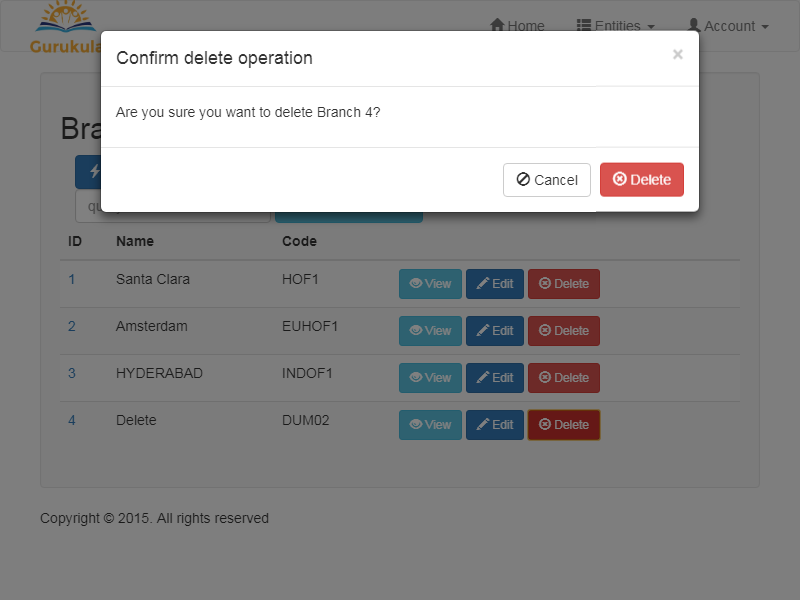 Gurukula
Home Entities Account
Confirm delete operation ×
Are you sure you want to delete Branch 4?
Cancel Delete
ID Name Code
1 Santa Clara HOF1 View Edit Delete
2 Amsterdam EUHOF1 View Edit Delete
3 HYDERABAD INDOF1 View Edit Delete
4 Delete DUM02 View Edit Delete
Copyright © 2015. All rights reserved